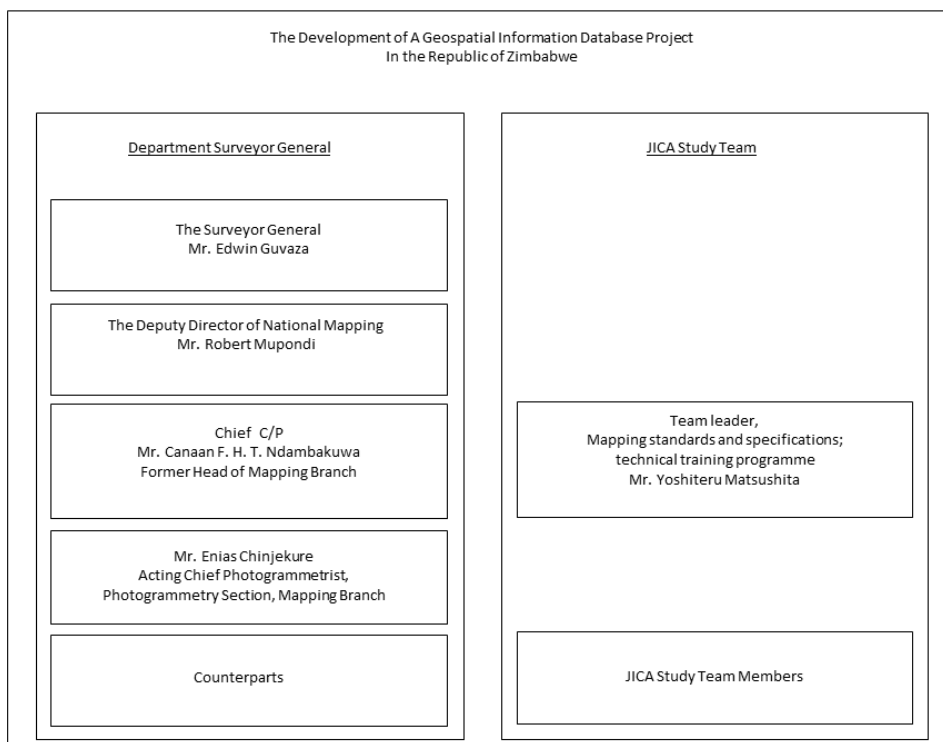 The Development of A Geospatial Information Database Project
In the Republic of Zimbabwe
Department Surveyor General
The Surveyor General
Mr. Edwin Guvaza
The Deputy Director of National Mapping
Mr. Robert Mupondi
Chief C/P
Mr. Canaan F. H. T. Ndambakuwa
Former Head of Mapping Branch
Mr. Enias Chinjekure
Acting Chief Photogrammetrist,
Photogrammetry Section, Mapping Branch
Counterparts
JICA Study Team
Team leader,
Mapping standards and specifications;
technical training programme
Mr. Yoshiteru Matsushita
JICA Study Team Members